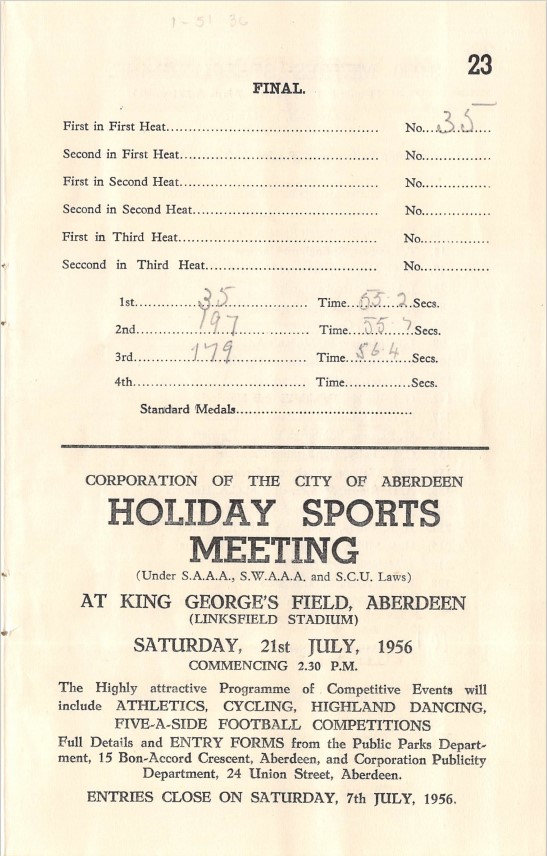 23
FINAL.
First in First Heat.......... No...35....
Second in First Heat.......... No..........
First in Second Heat.......... No..........
Second in Second Heat.......... No..........
First in Third Heat.......... No..........
Seccond in Third Heat.......... No..........
1st.....35..... Time...55.2 Secs.
2nd.....197..... Time...55.7 Secs.
3rd.....179..... Time...56.4 Secs.
4th.......... Time..........Secs.
Standard Medals..........
CORPORATION OF THE CITY OF ABERDEEN
HOLIDAY SPORTS
MEETING
(Under S.A.A.A., S.W.A.A.A. and S.C.U. Laws)
AT KING GEORGE'S FIELD, ABERDEEN
(LINKSFIELD STADIUM)
SATURDAY, 21st JULY, 1956
COMMENCING 2.30 P.M.
The Highly attractive Programme of Competitive Events will
include ATHLETICS, CYCLING, HIGHLAND DANCING,
FIVE-A-SIDE FOOTBALL COMPETITIONS
Full Details and ENTRY FORMS from the Public Parks Depart-
ment, 15 Bon-Accord Crescent, Aberdeen, and Corporation Publicity
Department, 24 Union Street, Aberdeen.
ENTRIES CLOSE ON SATURDAY, 7th JULY, 1956.